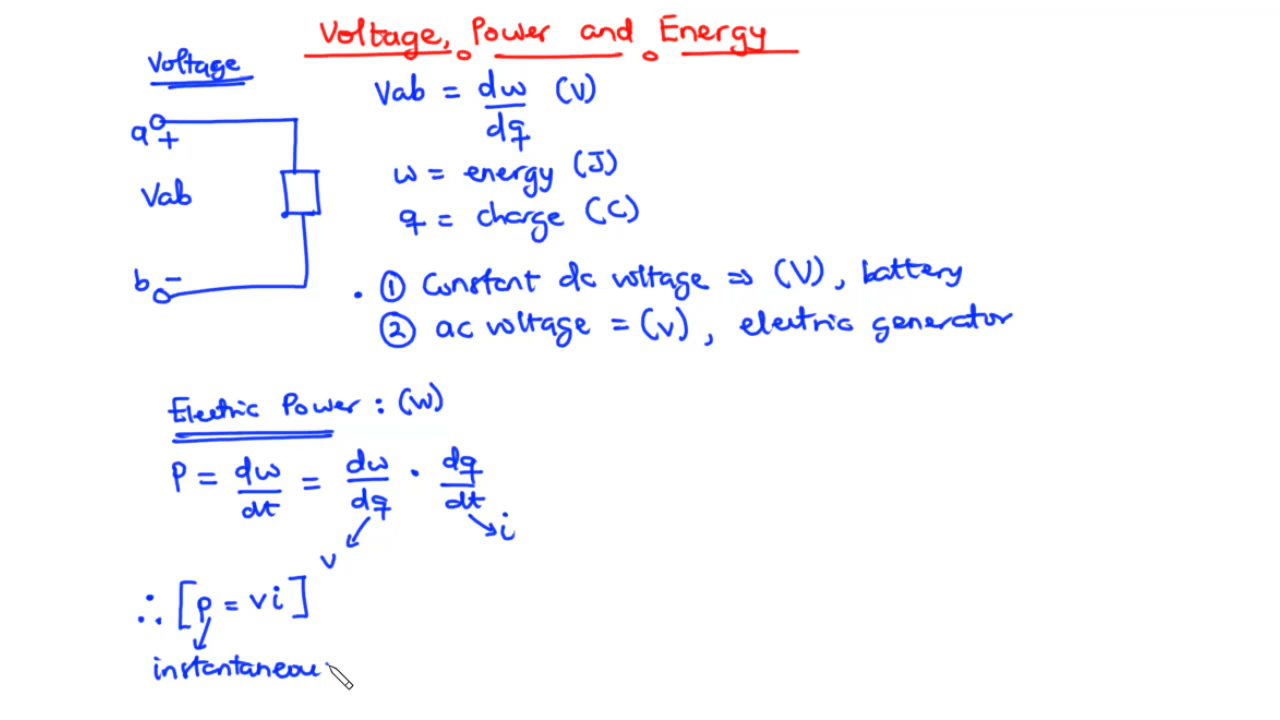 Voltage, Power and Energy
Voltage
a + 
Vab
b -
Vab = dw/dq (V)
w = energy (J)
q = charge (C)
① Constant dc voltage ⇒ (V), battery
② ac voltage = (v), electric generator
Electric Power : (W)
P = dw/dt = dw/dq · dq/dt
v
i
∴ [p = vi]
instantaneou